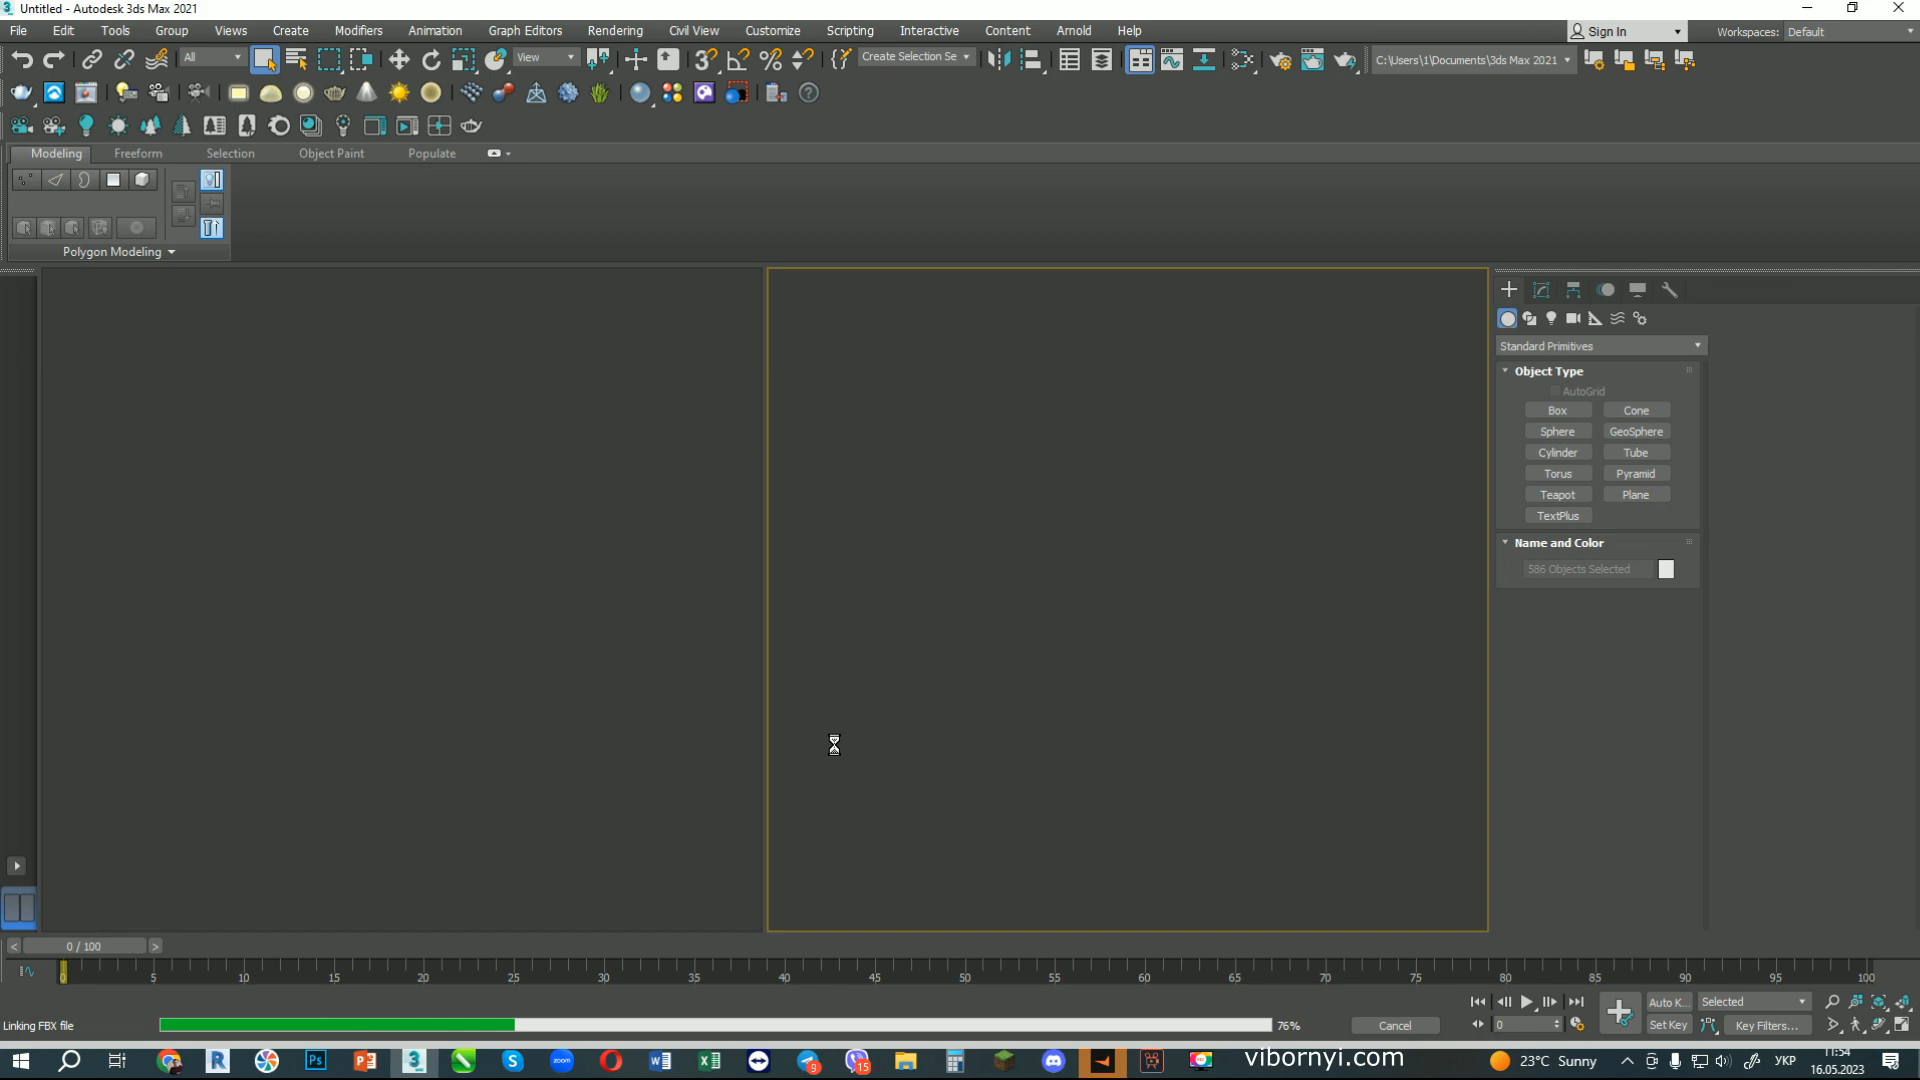 Untitled - Autodesk 3ds Max 2021
File Edit Tools Group Views Create Modifiers Animation Graph Editors Rendering Civil View Customize Scripting Interactive Content Arnold Help
Sign In
Workspaces: Default
All
View
Create Selection Se
C:\Users\1\Documents\3ds Max 2021
Modeling Freeform Selection Object Paint Populate
Polygon Modeling
Standard Primitives
Object Type
AutoGrid
Box Cone
Sphere GeoSphere
Cylinder Tube
Torus Pyramid
Teapot Plane
TextPlus
Name and Color
586 Objects Selected
< 0 / 100 >
0 5 10 15 20 25 30 35 40 45 50 55 60 65 70 75 80 85 90 95 100
Auto K... Selected
Linking FBX file 76% Cancel
0
Set Key Key Filters...
vibornyi.com
23°C Sunny
УКР
11:54
16.05.2023
zoom
9
15